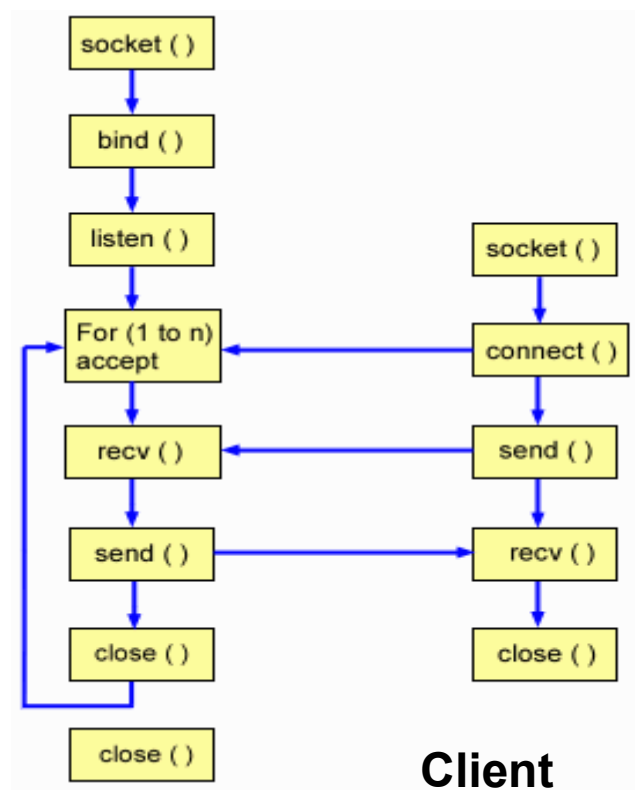 socket ( )
bind ( )
listen ( )
For (1 to n)
accept
recv ( )
send ( )
close ( )
close ( )
socket ( )
connect ( )
send ( )
recv ( )
close ( )
Client